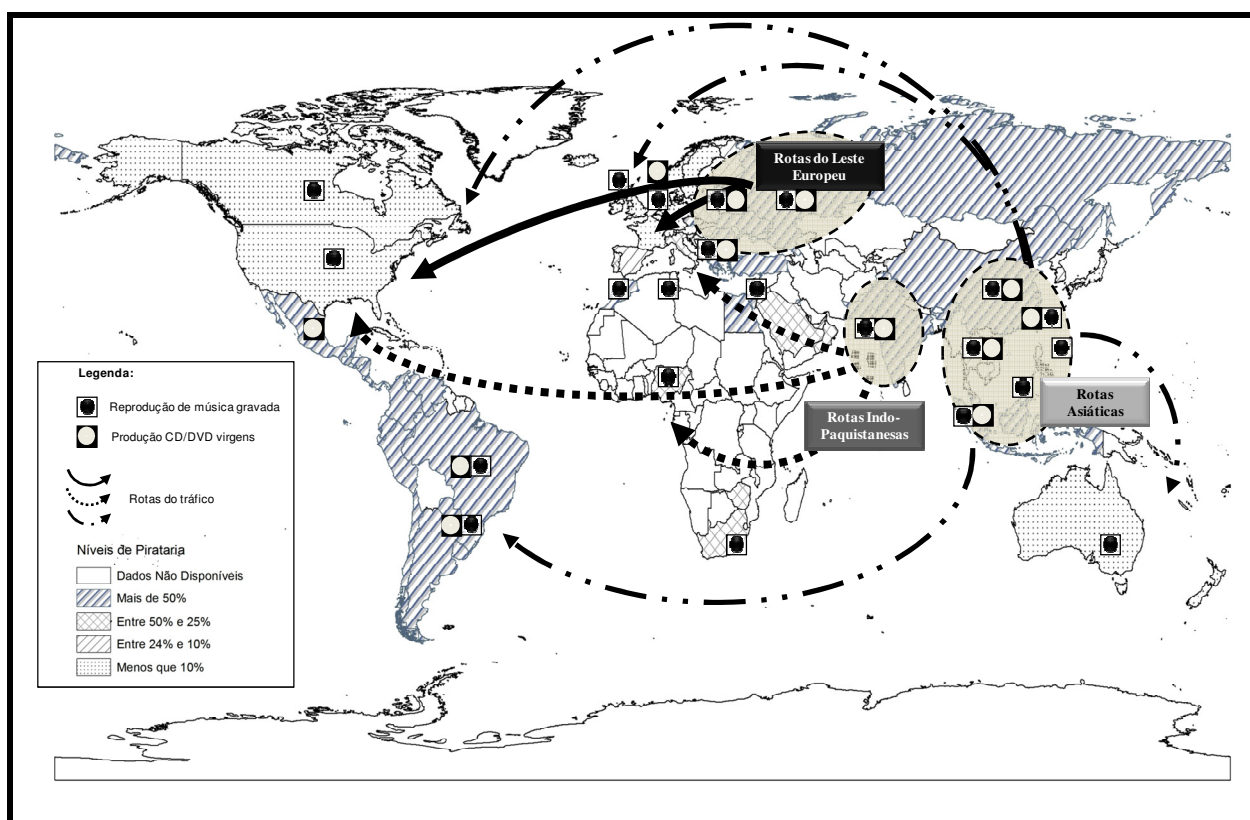 Rotas do Leste
Europeu
Rotas Indo-
Paquistanesas
Rotas
Asiáticas
Legenda:
Reprodução de música gravada
Produção CD/DVD virgens
Rotas do tráfico
Níveis de Pirataria
Dados Não Disponíveis
Mais de 50%
Entre 50% e 25%
Entre 24% e 10%
Menos que 10%